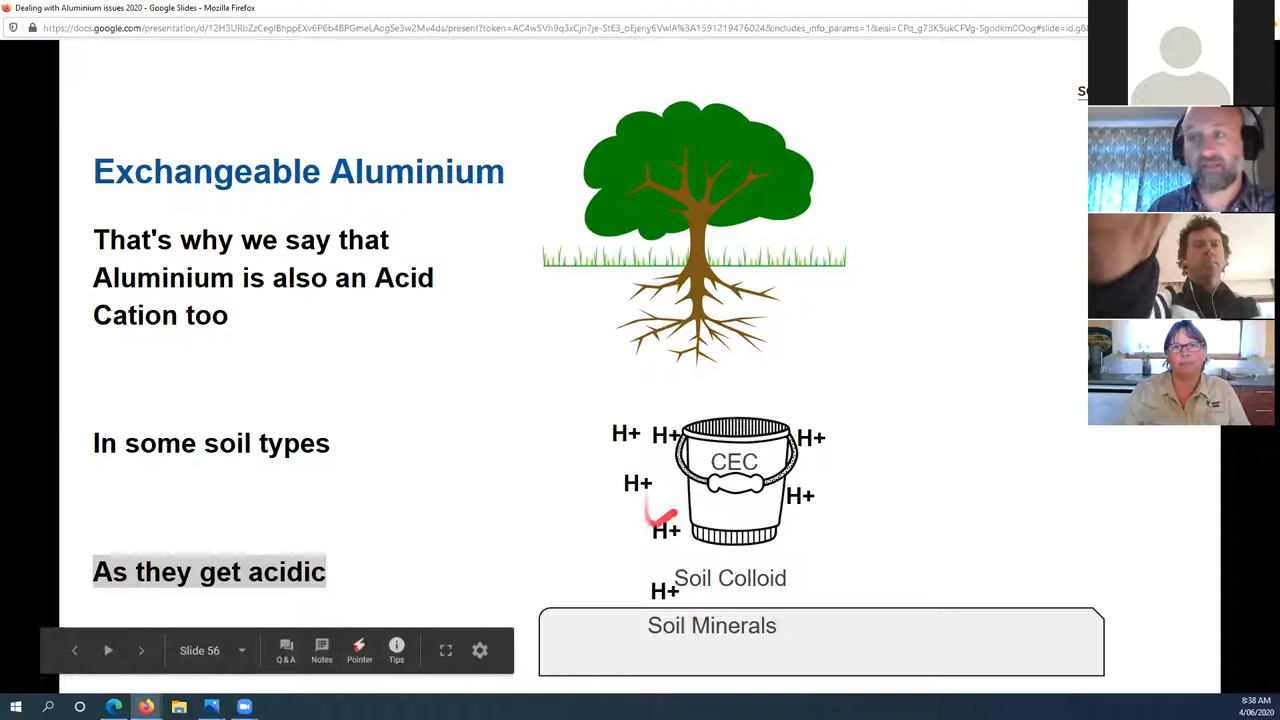 Dealing with Aluminium issues 2020 - Google Slides - Mozilla Firefox
Exchangeable Aluminium
That's why we say that
Aluminium is also an Acid
Cation too
In some soil types
As they get acidic
H+ H+ H+
CEC
H+ H+
H+
Soil Colloid
H+
Soil Minerals
Slide 56
Q & A Notes Pointer Tips
8:38 AM
4/06/2020